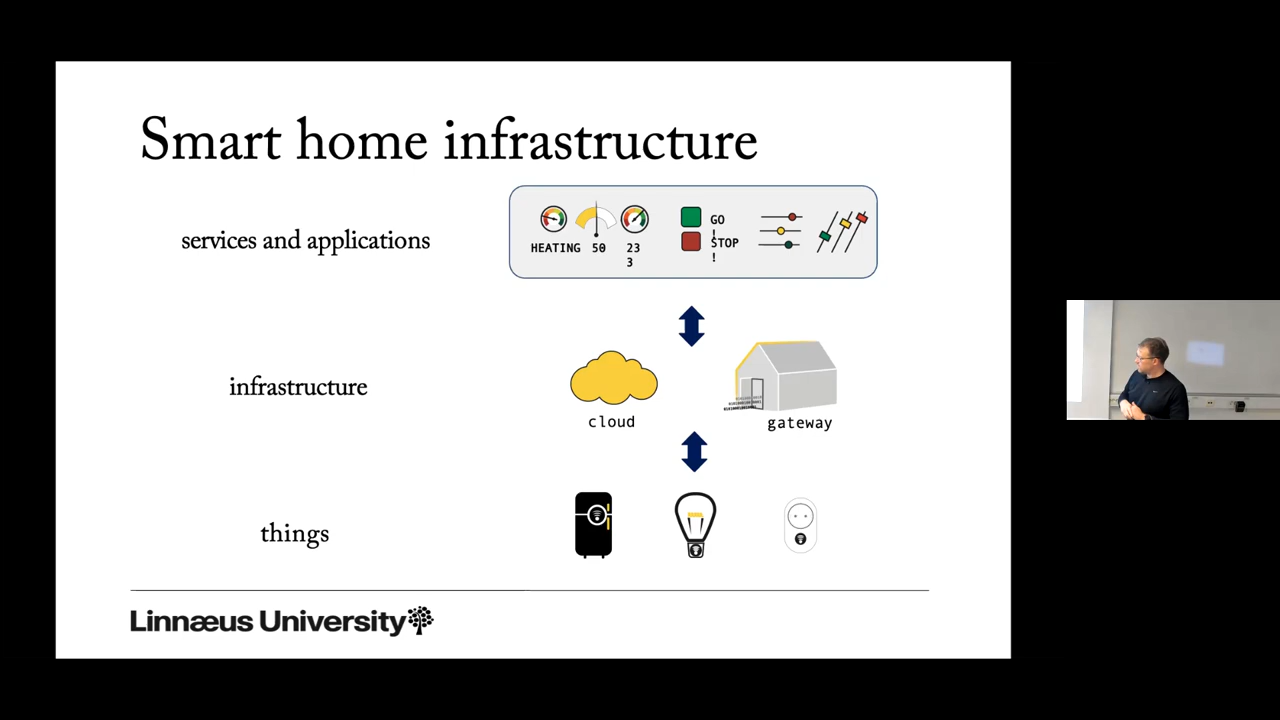 Smart home infrastructure
services and applications
HEATING 50 23
3
GO
!
STOP
!
infrastructure
cloud
gateway
things
Linnæus University